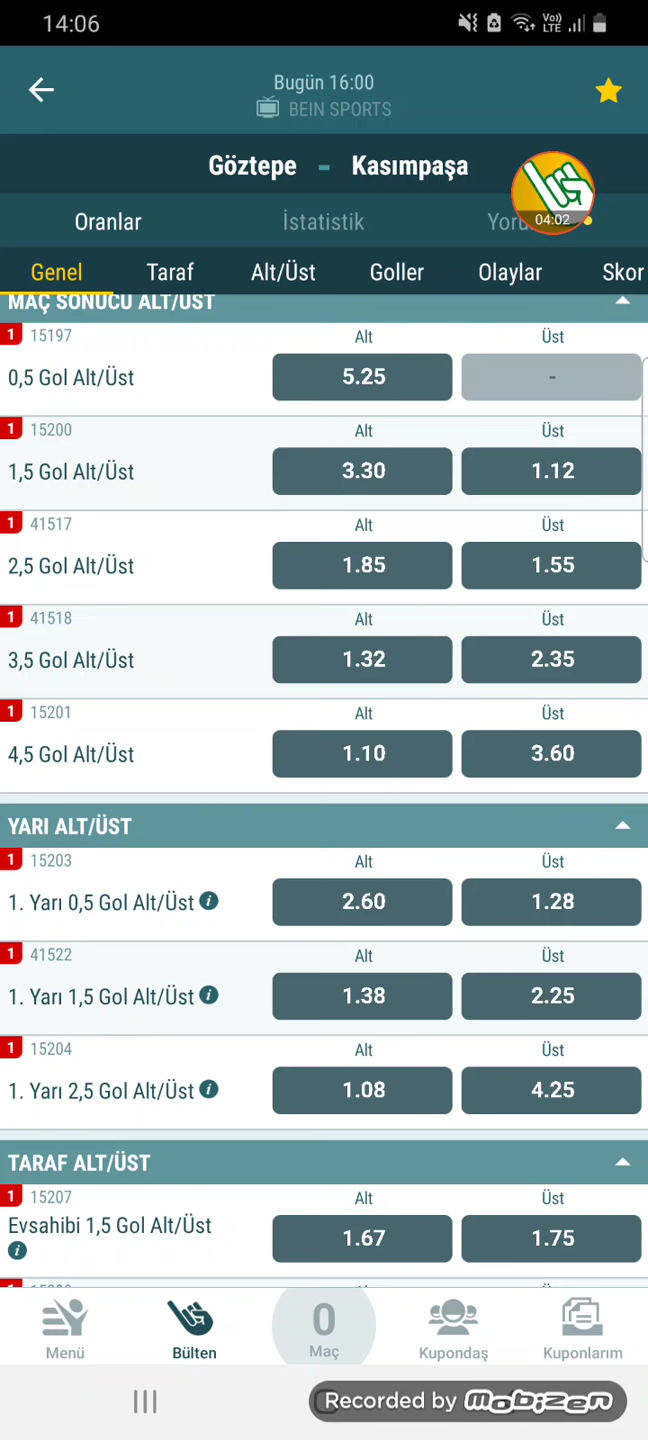 14:06
Vo))
LTE
Bugün 16:00
BEIN SPORTS
Göztepe - Kasımpaşa
04:02
Oranlar İstatistik
Genel Taraf Alt/Üst Goller Olaylar Skor
MAÇ SONUCU ALT/ÜST
1 15197 Alt Üst
0,5 Gol Alt/Üst 5.25 -
1 15200 Alt Üst
1,5 Gol Alt/Üst 3.30 1.12
1 41517 Alt Üst
2,5 Gol Alt/Üst 1.85 1.55
1 41518 Alt Üst
3,5 Gol Alt/Üst 1.32 2.35
1 15201 Alt Üst
4,5 Gol Alt/Üst 1.10 3.60
YARI ALT/ÜST
1 15203 Alt Üst
1. Yarı 0,5 Gol Alt/Üst i 2.60 1.28
1 41522 Alt Üst
1. Yarı 1,5 Gol Alt/Üst i 1.38 2.25
1 15204 Alt Üst
1. Yarı 2,5 Gol Alt/Üst i 1.08 4.25
TARAF ALT/ÜST
1 15207 Alt Üst
Evsahibi 1,5 Gol Alt/Üst 1.67 1.75
i
0
Menü Bülten Maç Kupondaş Kuponlarım
Recorded by mobizen